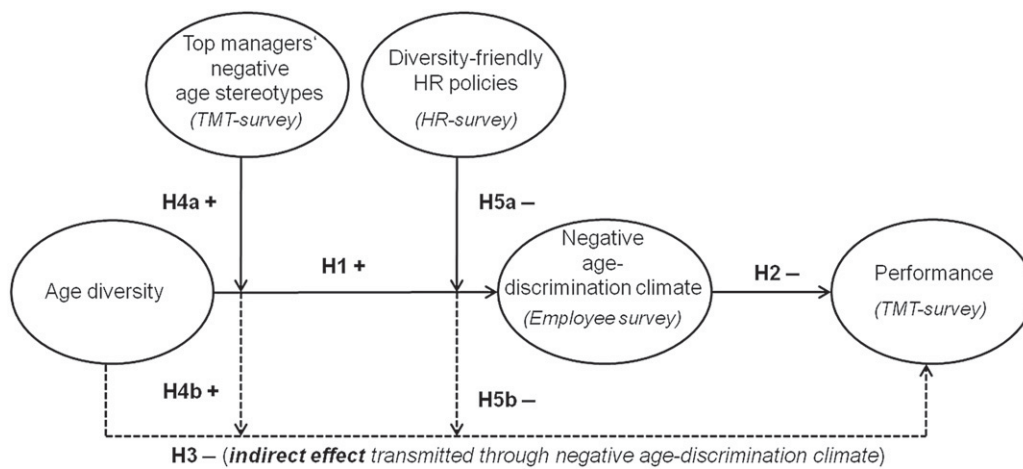 Top managers‘
negative
age stereotypes
(TMT-survey)
Diversity-friendly
HR policies
(HR-survey)
H4a +
H5a –
Age diversity
H1 +
Negative
age-
discrimination climate
(Employee survey)
H2 –
Performance
(TMT-survey)
H4b +
H5b –
H3 – (indirect effect transmitted through negative age-discrimination climate)